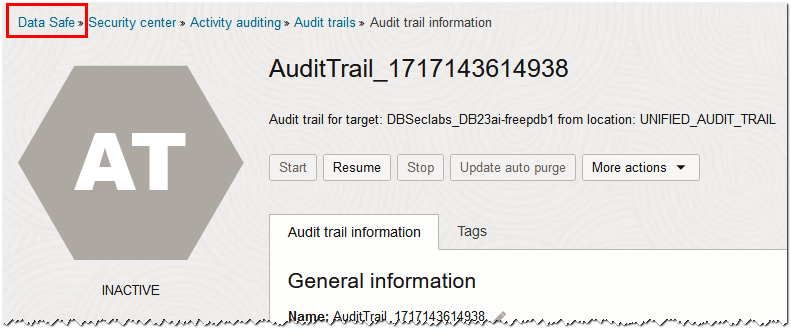 Data Safe » Security center » Activity auditing » Audit trails » Audit trail information
AuditTrail_1717143614938
Audit trail for target: DBSeclabs_DB23ai-freepdb1 from location: UNIFIED_AUDIT_TRAIL
AT
Start Resume Stop Update auto purge More actions
Audit trail information Tags
INACTIVE
General information
Name: AuditTrail_1717143614938